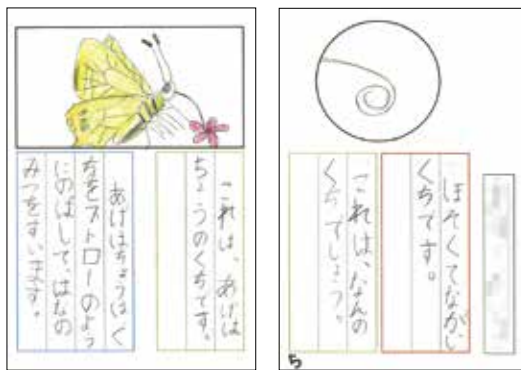 ほそくてながい
くちです。
これは、なんの
くちでしょう。
5
これは、あげは
ちょうのくちです。
あげはちょうはく
ちをストローのよう
にのばして、はなの
みつをすいます。